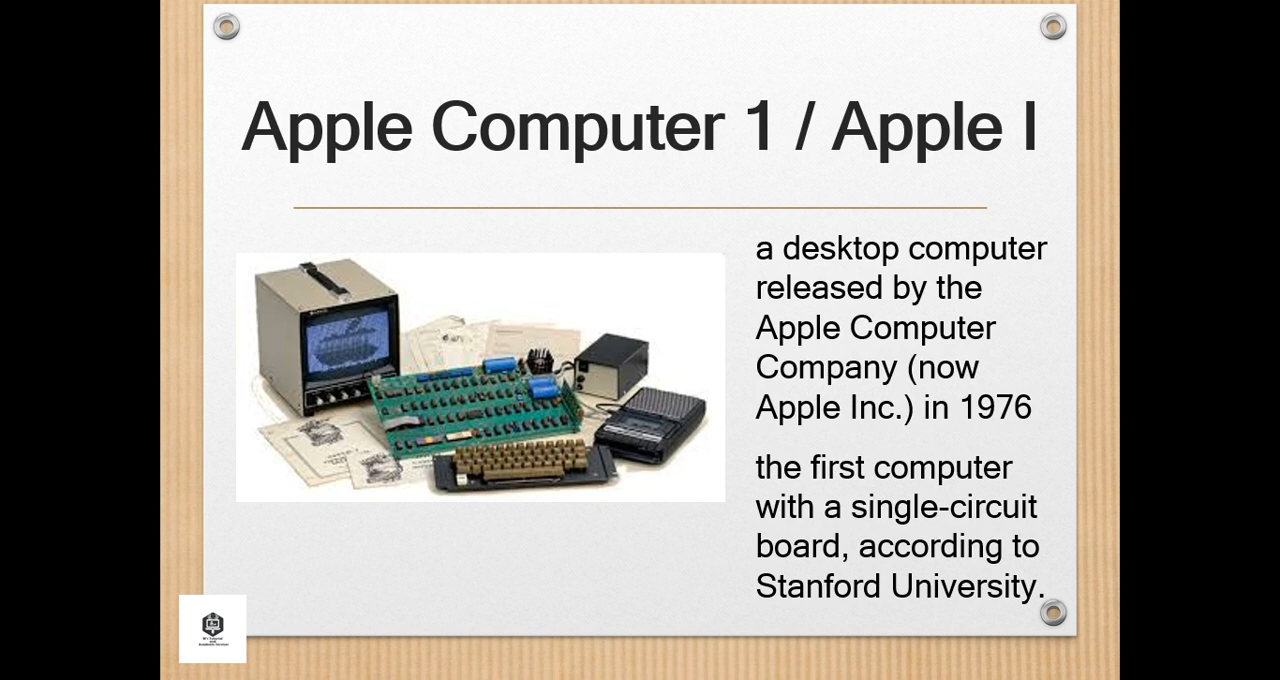 Apple Computer 1 / Apple I
a desktop computer
released by the
Apple Computer
Company (now
Apple Inc.) in 1976
the first computer
with a single-circuit
board, according to
Stanford University.